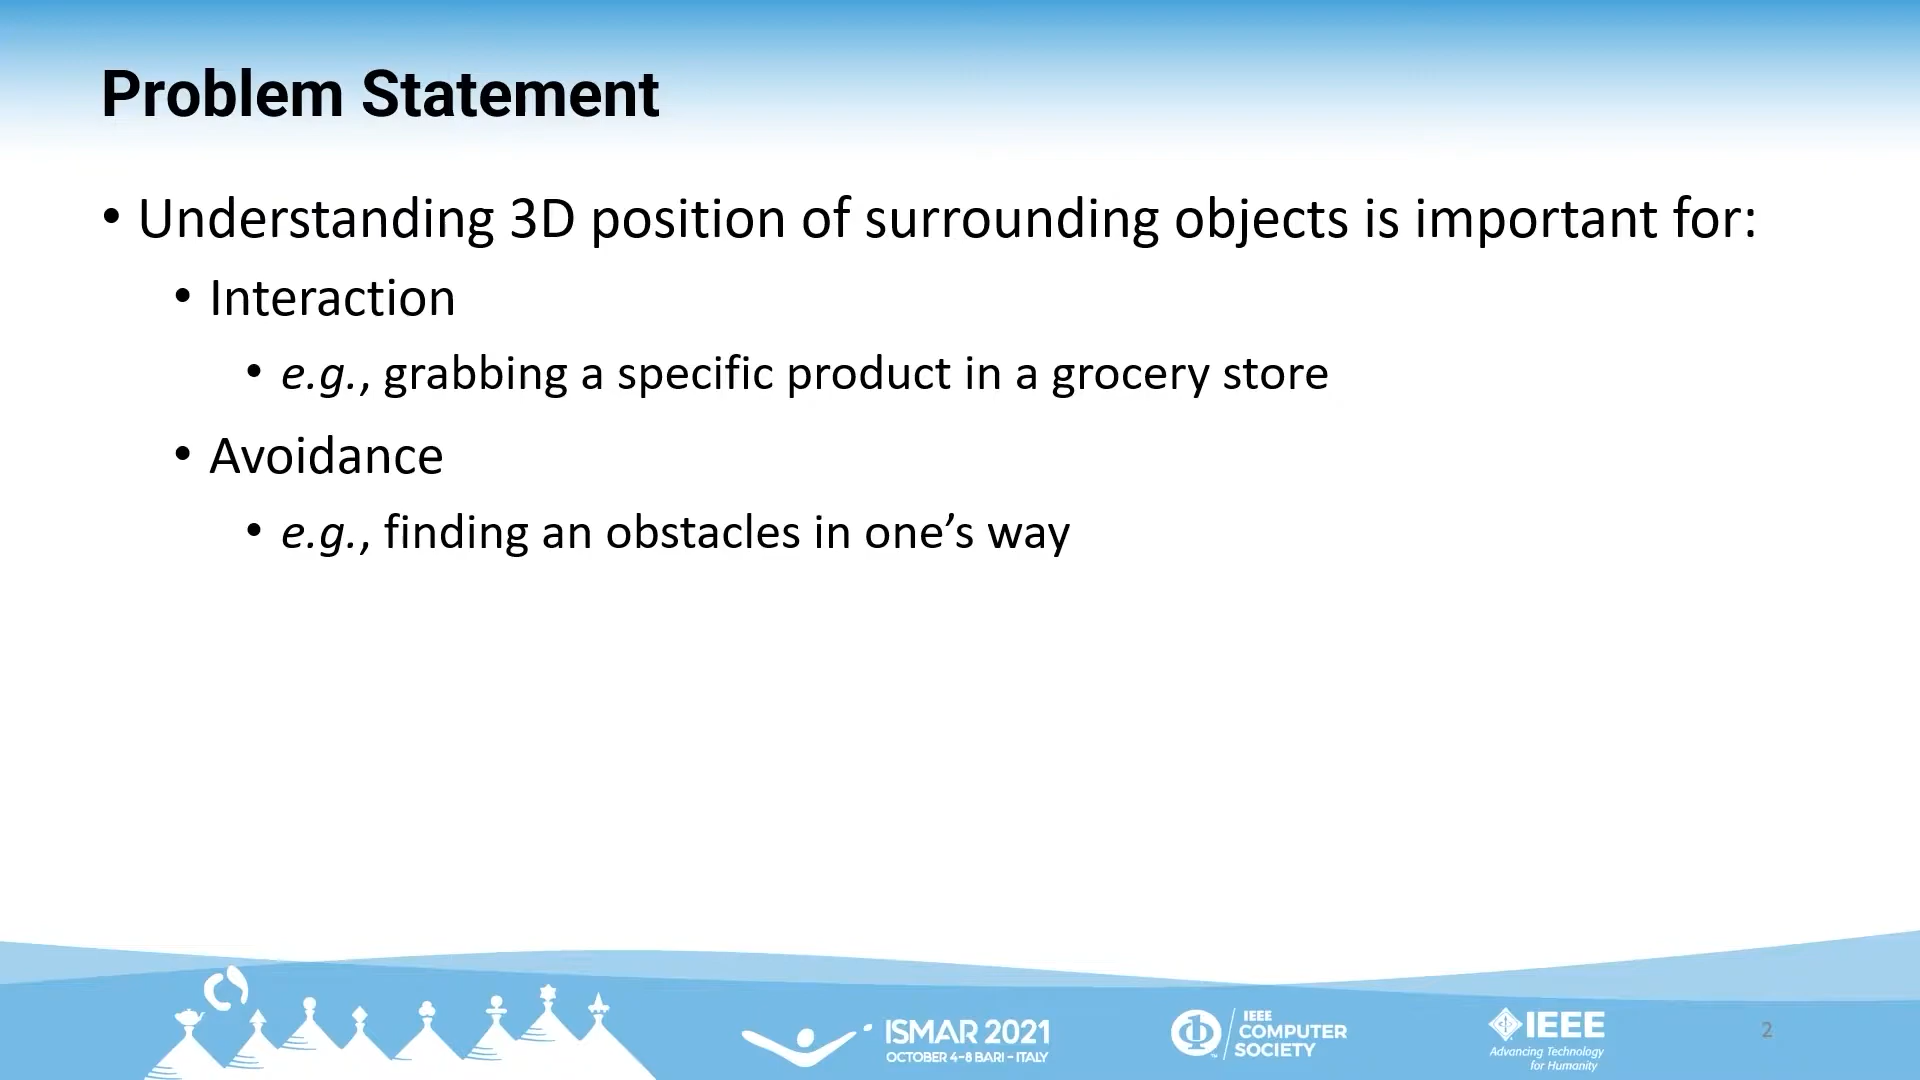 Problem Statement
• Understanding 3D position of surrounding objects is important for:
• Interaction
• e.g., grabbing a specific product in a grocery store
• Avoidance
• e.g., finding an obstacles in one’s way
ISMAR 2021
OCTOBER 4-8 BARI - ITALY
IEEE
COMPUTER
SOCIETY
IEEE
Advancing Technology
for Humanity
2